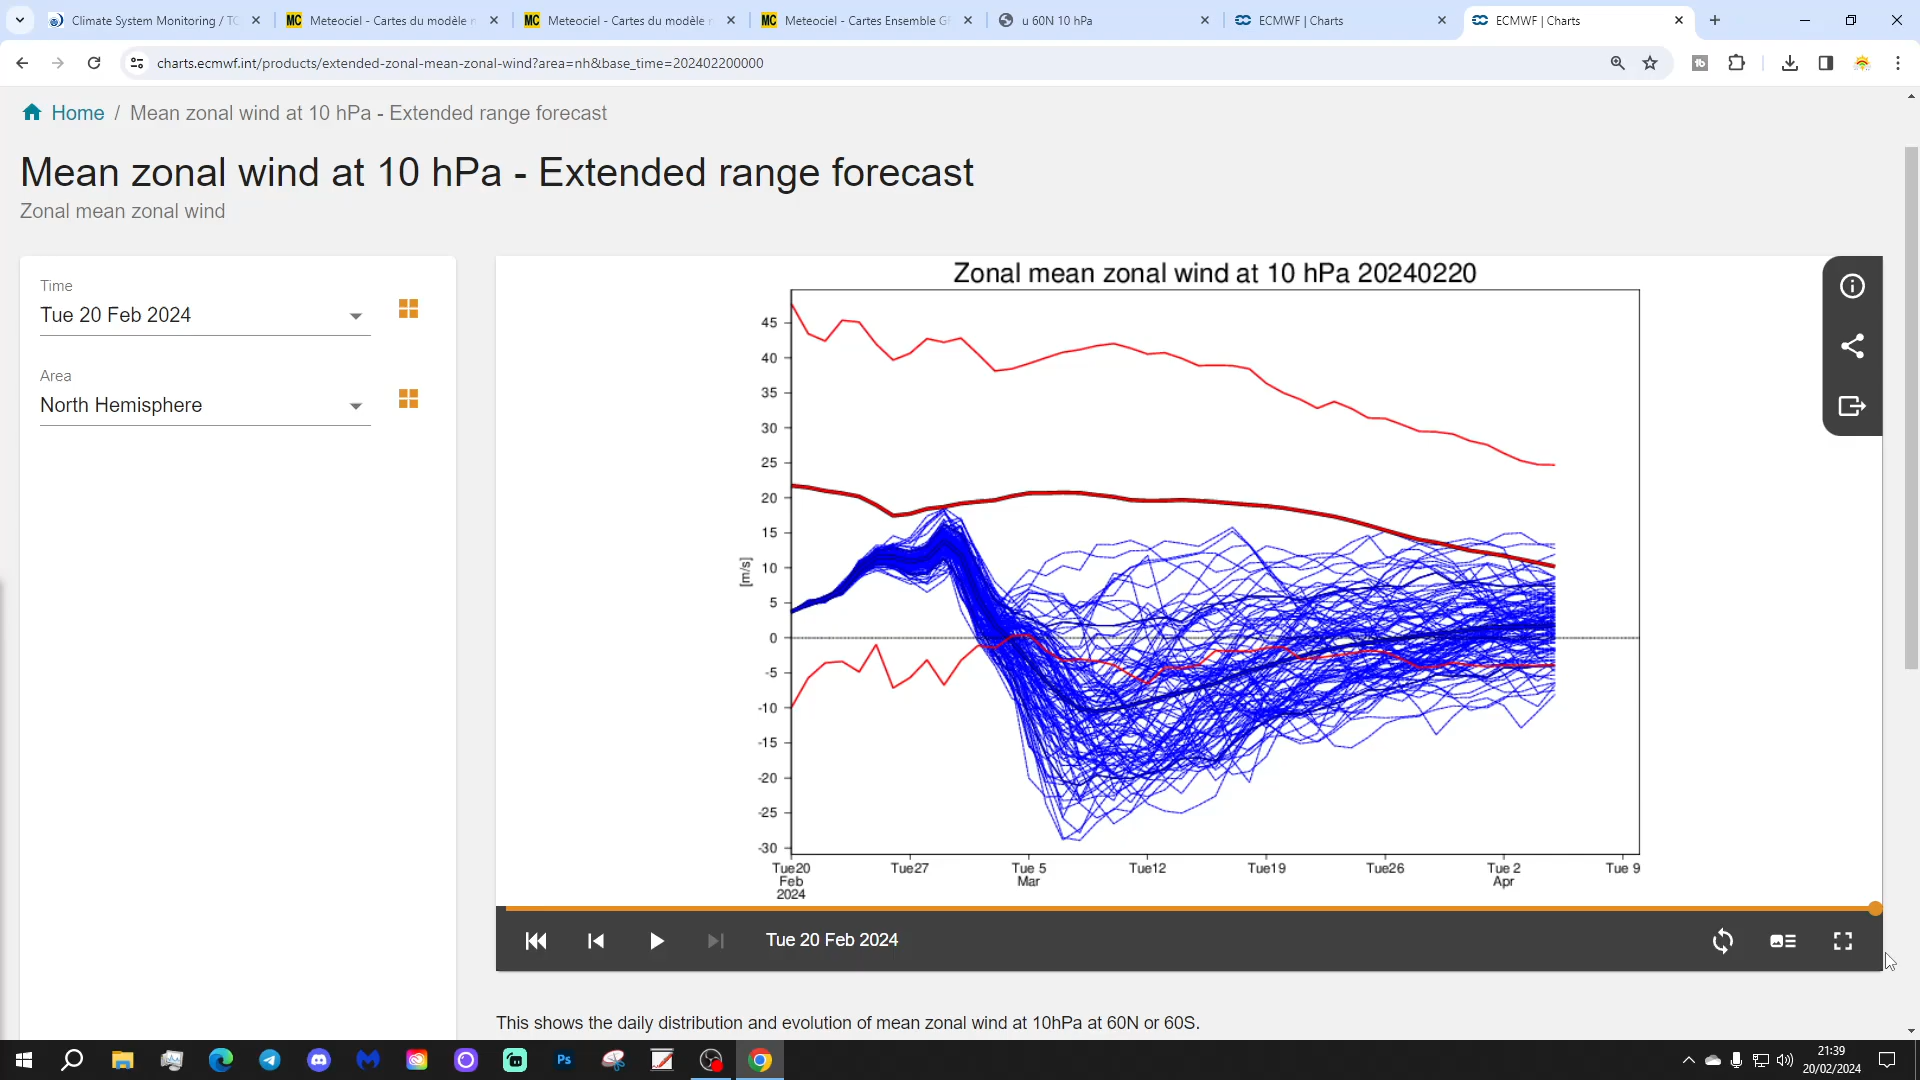 Climate System Monitoring / TC
Meteociel - Cartes du modèle n
Meteociel - Cartes du modèle n
Meteociel - Cartes Ensemble G
u 60N 10 hPa
ECMWF | Charts
ECMWF | Charts
charts.ecmwf.int/products/extended-zonal-mean-zonal-wind?area=nh&base_time=202402200000
Home / Mean zonal wind at 10 hPa - Extended range forecast
Mean zonal wind at 10 hPa - Extended range forecast
Zonal mean zonal wind
Time
Tue 20 Feb 2024
Area
North Hemisphere
Zonal mean zonal wind at 10 hPa 20240220
45
40
35
30
25
20
15
10
5
0
-5
-10
-15
-20
-25
-30
[m/s]
Tue20 Tue27 Tue 5 Tue12 Tue19 Tue26 Tue 2 Tue 9
Feb Mar Apr
2024
Tue 20 Feb 2024
This shows the daily distribution and evolution of mean zonal wind at 10hPa at 60N or 60S.
21:39
20/02/2024
MC
MC
MC
Ps